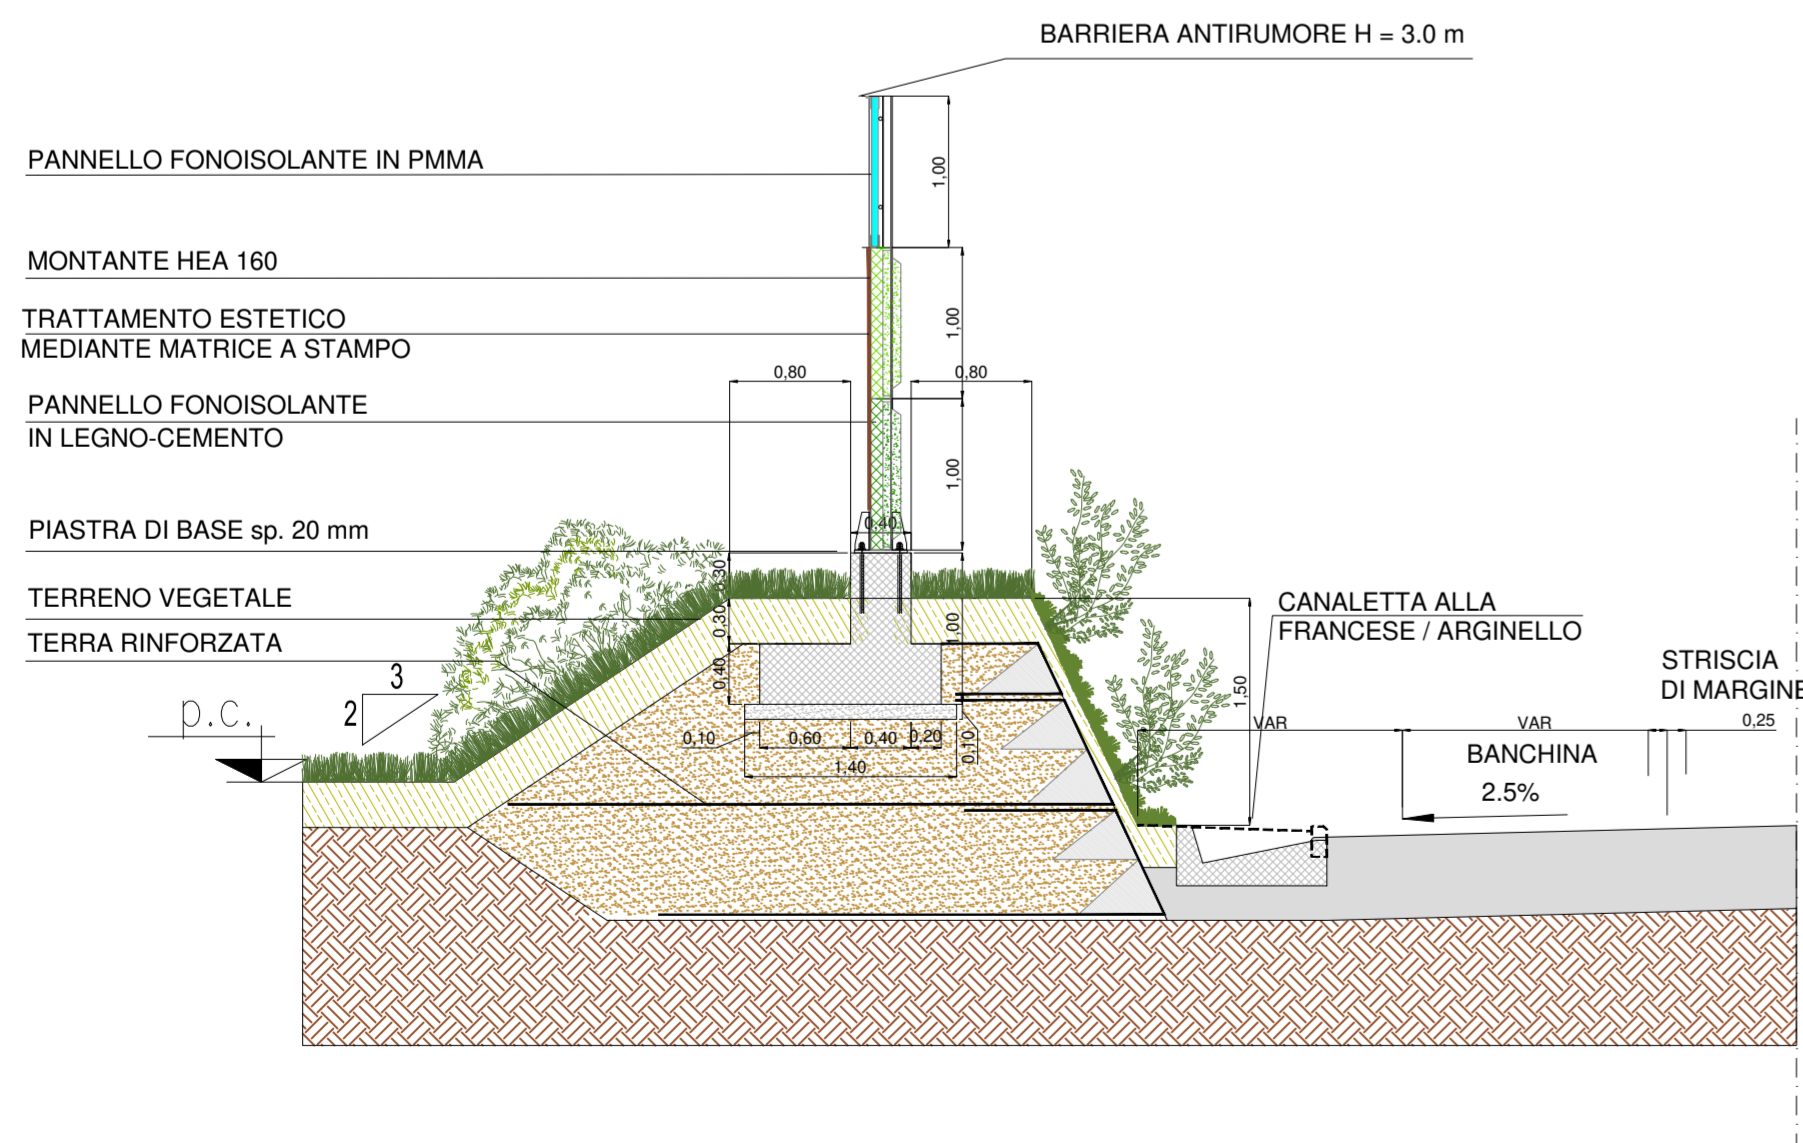 BARRIERA ANTIRUMORE H = 3.0 m
PANNELLO FONOISOLANTE IN PMMA
1,00
MONTANTE HEA 160
TRATTAMENTO ESTETICO
MEDIANTE MATRICE A STAMPO
1,00
0,80
0,80
PANNELLO FONOISOLANTE
IN LEGNO-CEMENTO
1,00
PIASTRA DI BASE sp. 20 mm
0,40
0,30
TERRENO VEGETALE
0,30
1,00
TERRA RINFORZATA
0,40
CANALETTA ALLA
FRANCESE / ARGINELLO
STRISCIA
DI MARGINE
1,50
3
2
p.c.
VAR
VAR
0,25
0,10
0,60
0,40
0,20
0,10
1,40
BANCHINA
2.5%